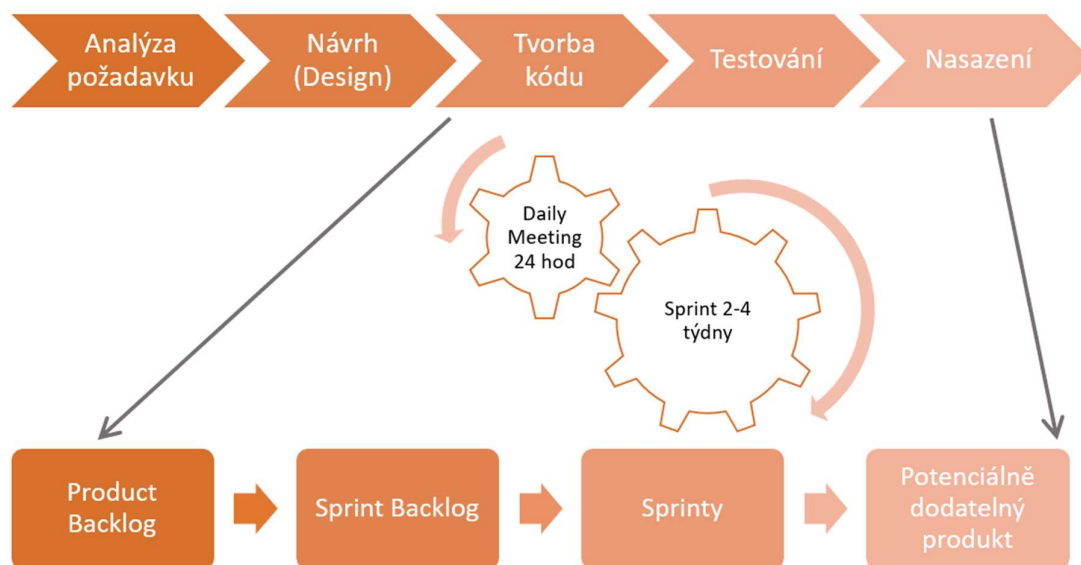 Analýza
požadavku
Návrh
(Design)
Tvorba
kódu
Testování
Nasazení
Daily
Meeting
24 hod
Sprint 2-4
týdny
Product
Backlog
Sprint Backlog
Sprinty
Potenciálně
dodatelný
produkt